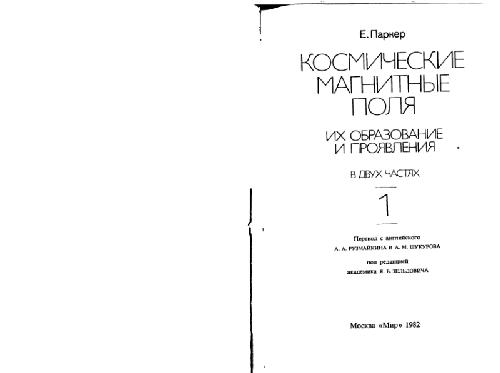 Е. Паркер
КОСМИЧЕСКИЕ
МАГНИТНЫЕ
ПОЛЯ
ИХ ОБРАЗОВАНИЕ
И ПРОЯВЛЕНИЯ
В ДВУХ ЧАСТЯХ
1
Перевод с английского
А. А. РУЗМАЙКИНА и А. М. ШУКУРОВА
под редакцией
академика Я. Б. ЗЕЛЬДОВИЧА
Москва «Мир» 1982